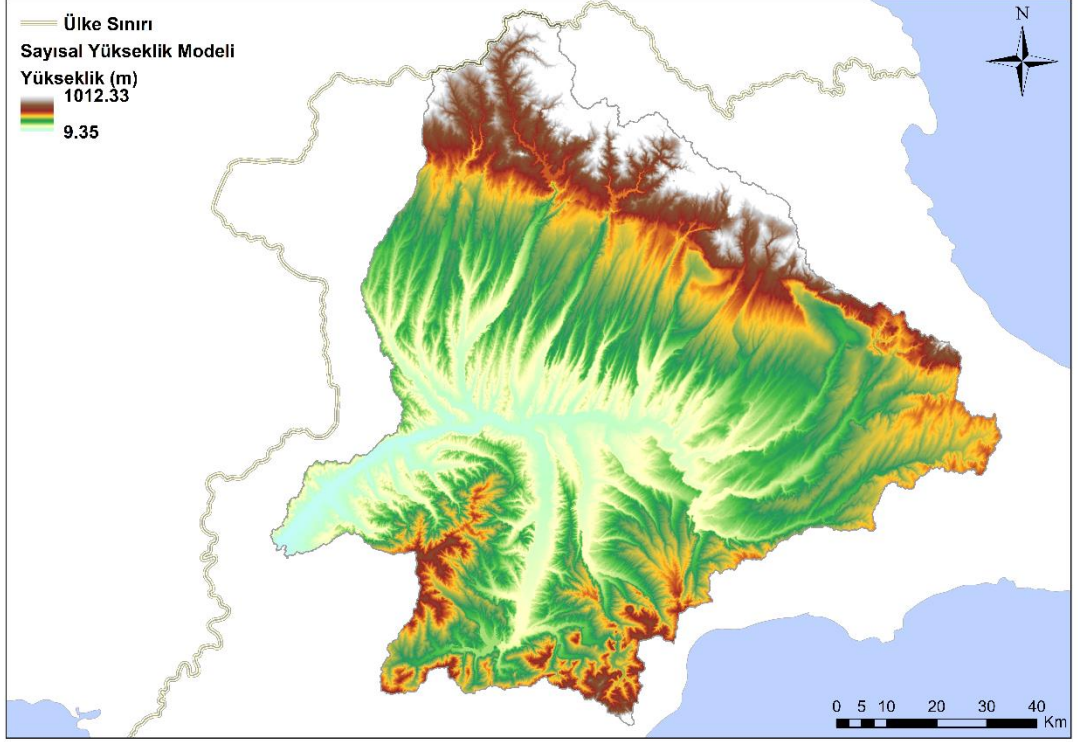 Ülke Sınırı
Sayısal Yükseklik Modeli
Yükseklik (m)
1012.33
9.35
N
0 5 10 20 30 40
Km